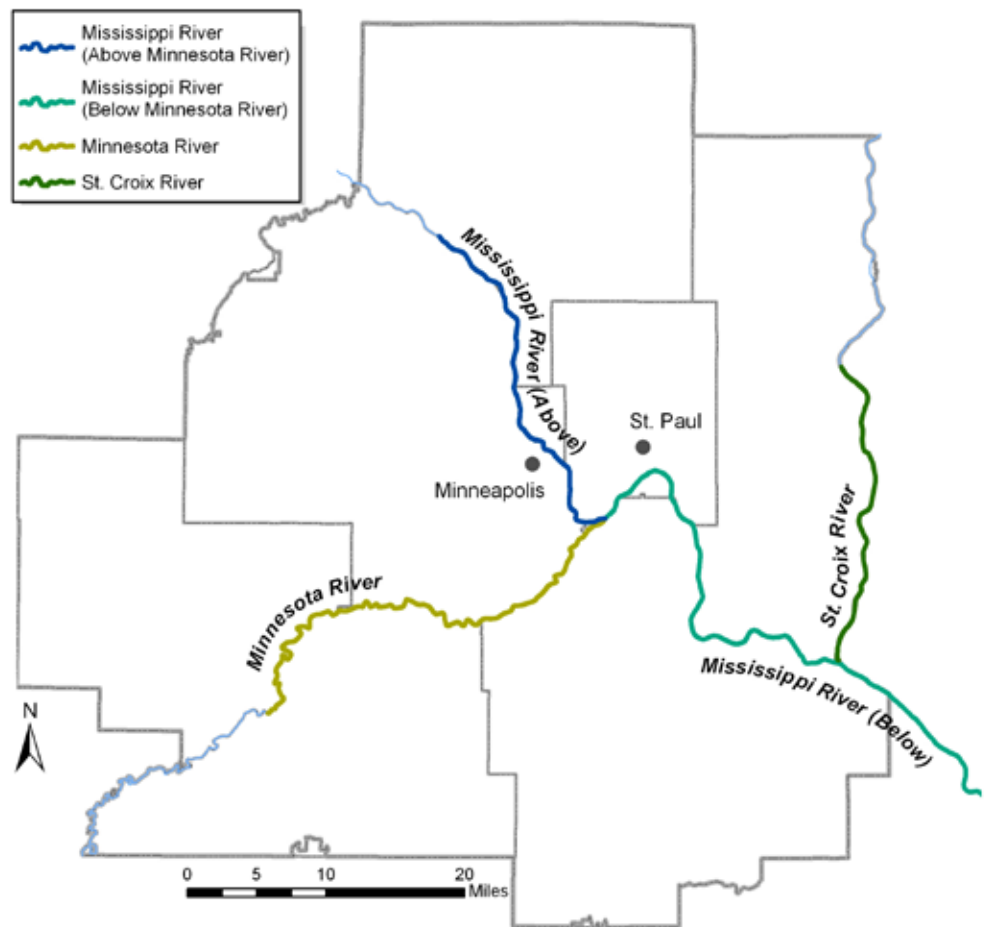 Mississippi River
(Above Minnesota River)
Mississippi River
(Below Minnesota River)
Minnesota River
St. Croix River
Mississippi River (Above)
St. Paul
Minneapolis
St. Croix River
Minnesota River
Mississippi River (Below)
N
0 5 10 20
Miles